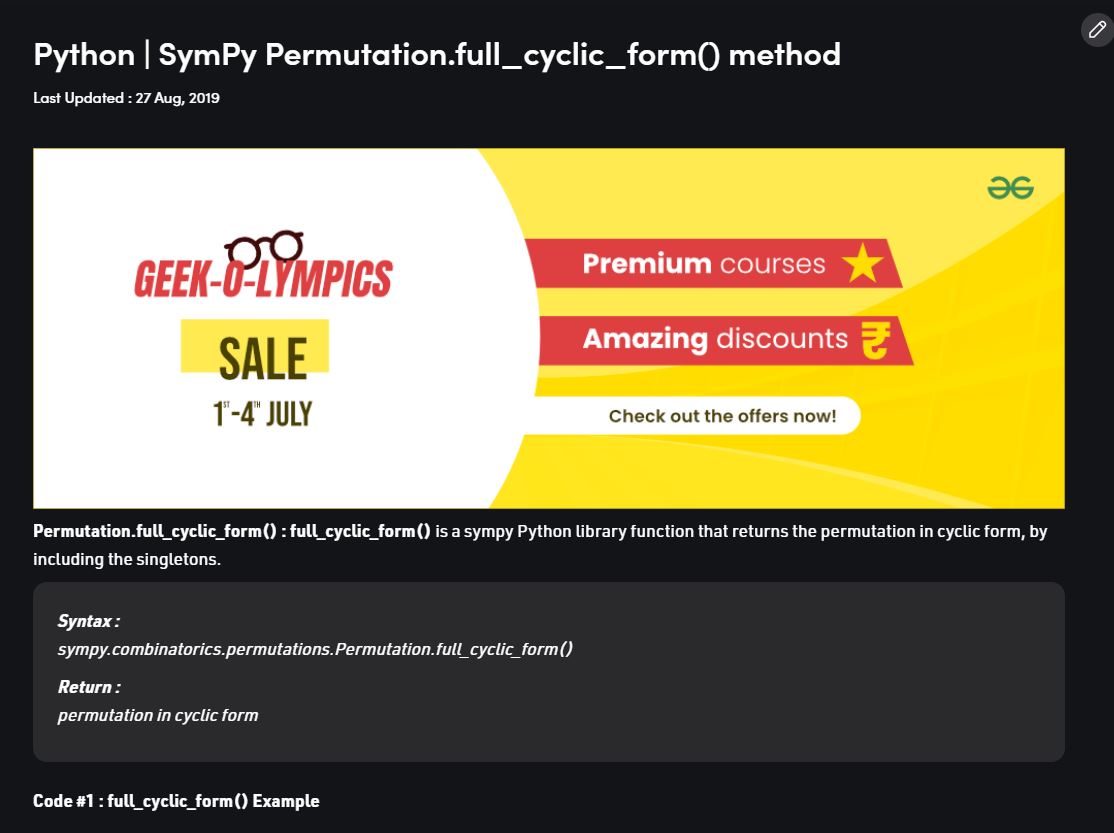 Python | SymPy Permutation.full_cyclic_form() method
Last Updated : 27 Aug, 2019
GEEK-O-LYMPICS
SALE
1ST-4TH JULY
Premium courses
Amazing discounts
Check out the offers now!
Permutation.full_cyclic_form() : full_cyclic_form() is a sympy Python library function that returns the permutation in cyclic form, by
including the singletons.
Syntax :
sympy.combinatorics.permutations.Permutation.full_cyclic_form()
Return :
permutation in cyclic form
Code #1 : full_cyclic_form() Example